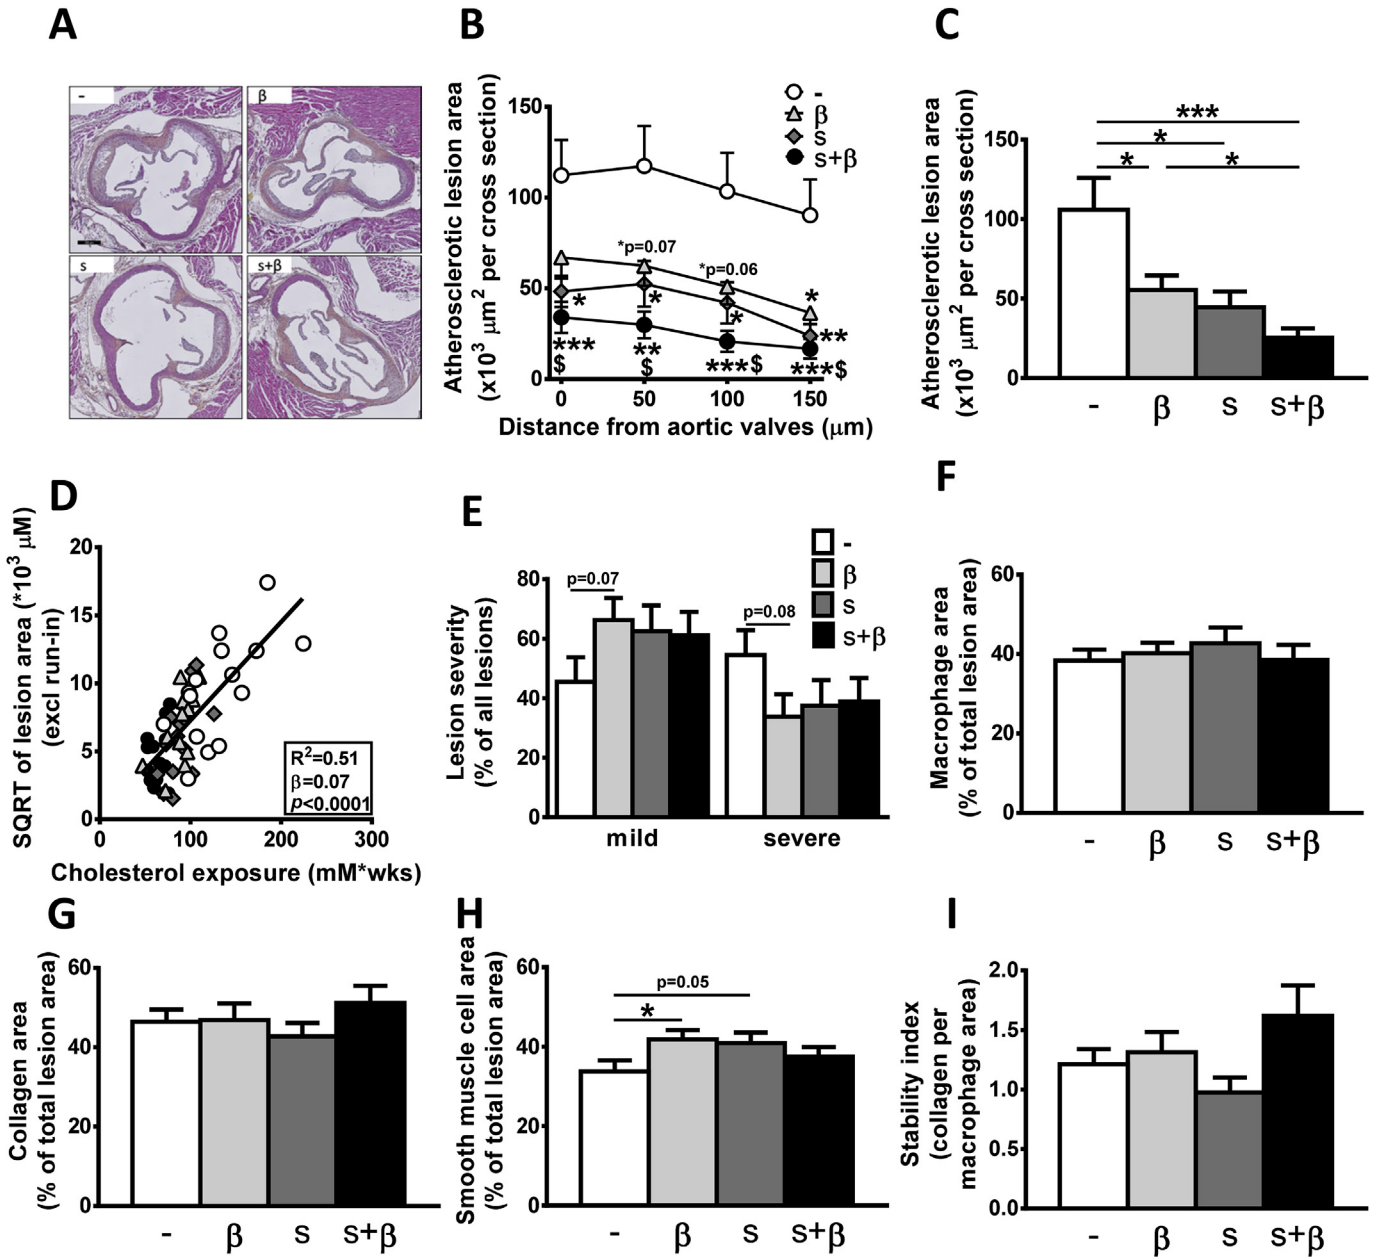 A
-
β
s
s+β
B
Atherosclerotic lesion area
(x10³ μm² per cross section)
150
100
50
0
-
β
s
s+β
*p=0.07
*p=0.06
*
*
*
*
**
***
**
***$
***$
$
$
0
50
100
150
Distance from aortic valves (μm)
C
Atherosclerotic lesion area
(x10³ μm² per cross section)
150
100
50
0
***
*
*
*
-
β
s
s+β
D
SQRT of lesion area (*10³ μM)
(excl run-in)
20
15
10
5
0
R²=0.51
β=0.07
p<0.0001
0
100
200
300
Cholesterol exposure (mM*wks)
E
Lesion severity
(% of all lesions)
80
60
40
20
0
p=0.07
p=0.08
-
β
s
s+β
mild
severe
F
Macrophage area
(% of total lesion area)
60
40
20
0
-
β
s
s+β
G
Collagen area
(% of total lesion area)
60
40
20
0
-
β
s
s+β
H
Smooth muscle cell area
(% of total lesion area)
60
40
20
0
p=0.05
*
-
β
s
s+β
I
Stability index
(collagen per
macrophage area)
2.0
1.5
1.0
0.5
0.0
-
β
s
s+β